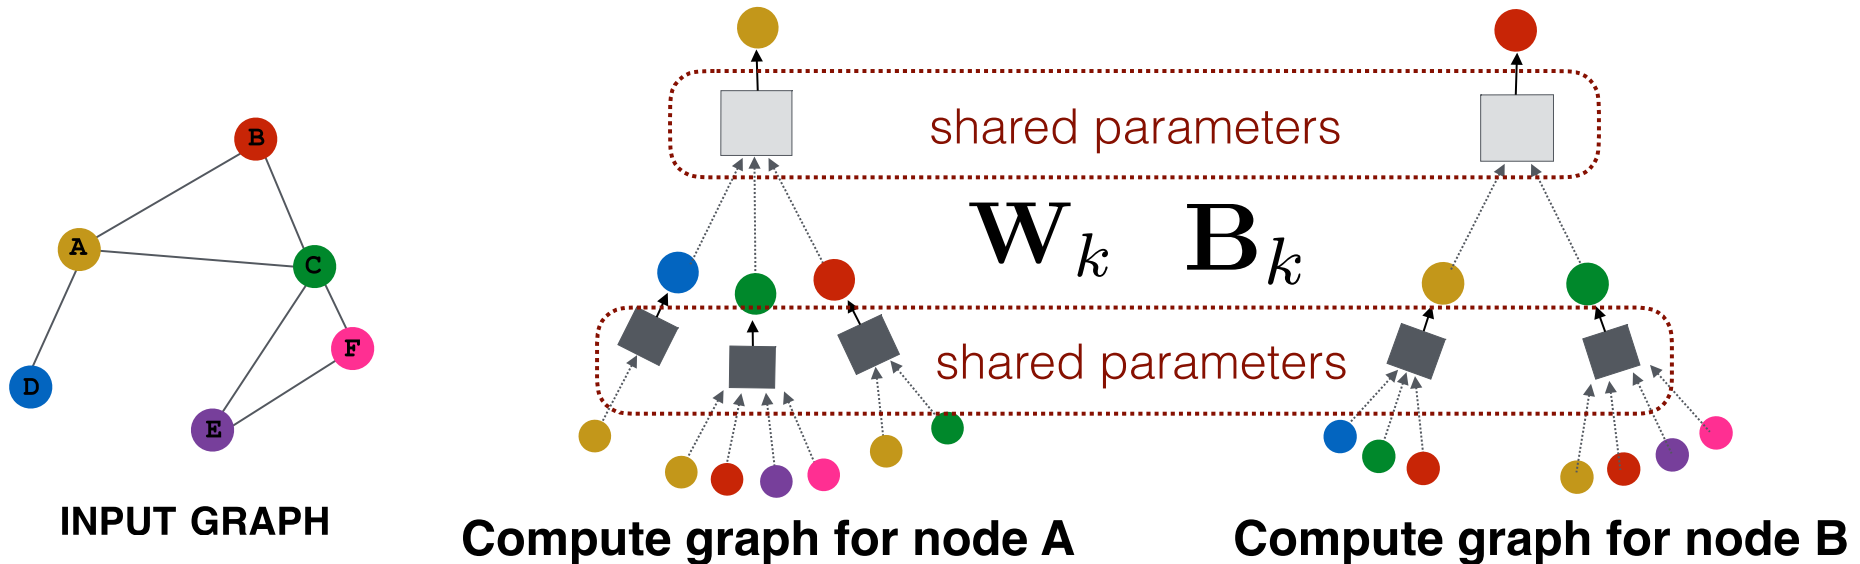 B
A
C
F
D
E
INPUT GRAPH
shared parameters
W_k B_k
shared parameters
Compute graph for node A
Compute graph for node B